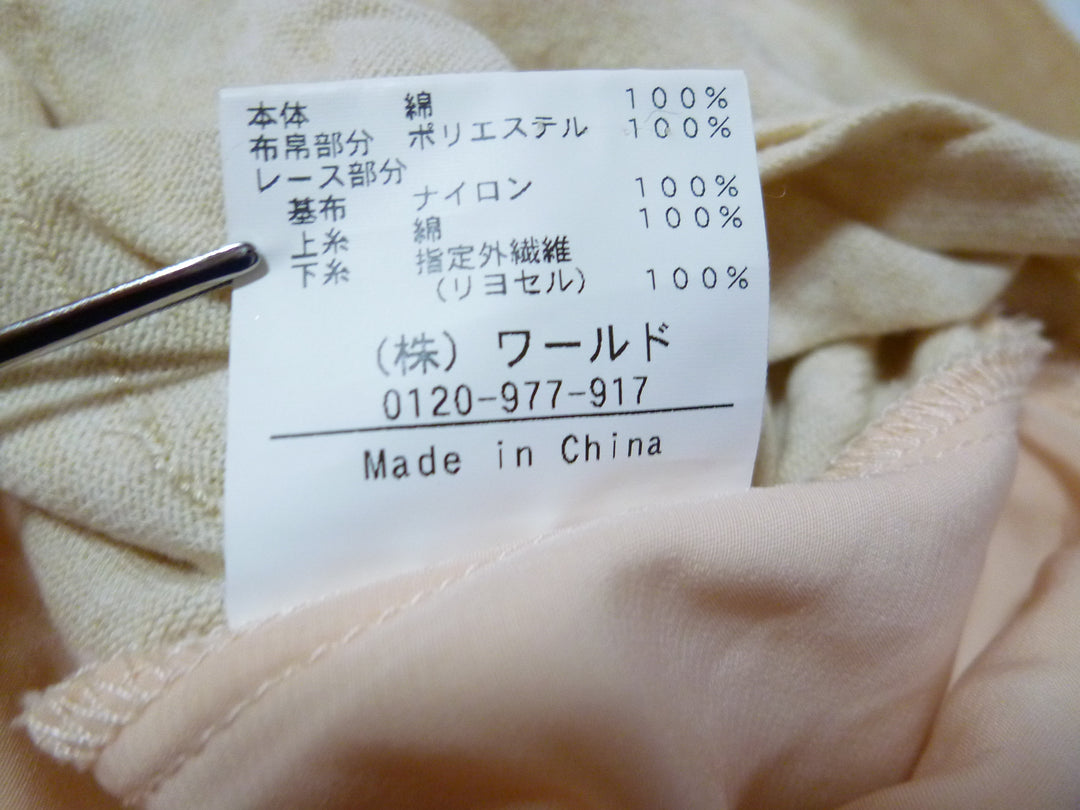 本体 綿 100%
布帛部分 ポリエステル 100%
レース部分
基布 ナイロン 100%
上糸 綿 100%
下糸 指定外繊維
(リヨセル) 100%
(株) ワールド
0120-977-917
Made in China